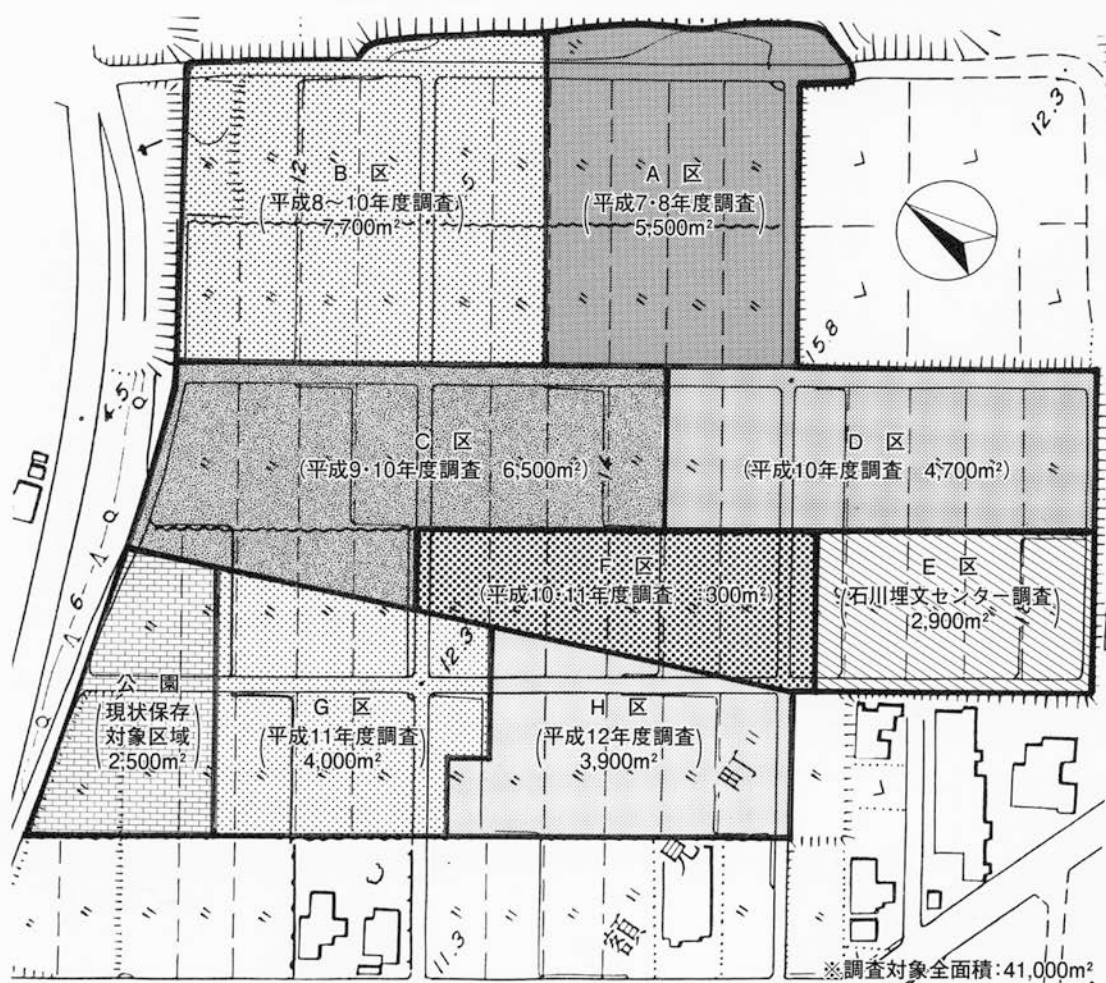 12.3
B 区
12
(平成8～10年度調査)
7,700m²
A 区
(平成7・8年度調査)
5,500m²
15.8
C 区
(平成9・10年度調査 6,500m²)
D 区
(平成10年度調査 4,700m²)
F 区
(平成10・11年度調査 300m²)
E 区
(石川埋文センター調査)
2,900m²
6
12.3
公 園
(現状保存
対象区域)
2,500m²
G 区
(平成11年度調査)
4,000m²
H 区
(平成12年度調査)
3,900m²
町
見
額
11.3
※調査対象全面積:41,000m²